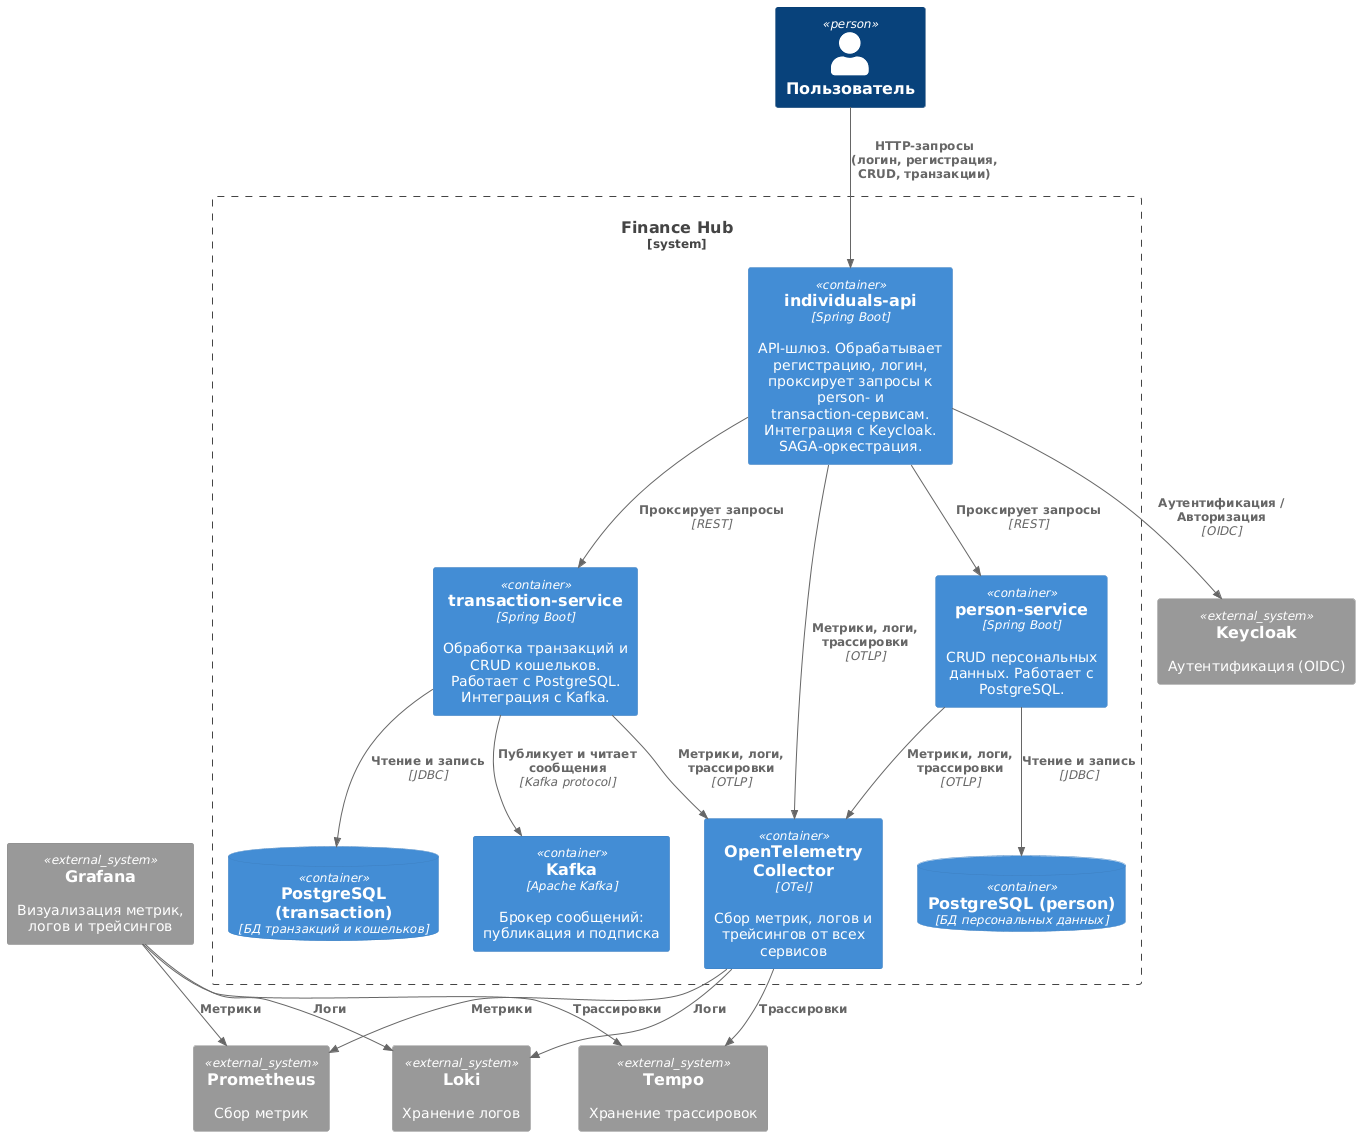 «person»
Пользователь
HTTP-запросы
(логин, регистрация,
CRUD, транзакции)
Finance Hub
[system]
«container»
individuals-api
[Spring Boot]
API-шлюз. Обрабатывает
регистрацию, логин,
проксирует запросы к
person- и
transaction-сервисам.
Интеграция с Keycloak.
SAGA-оркестрация.
Проксирует запросы
[REST]
Проксирует запросы
[REST]
Аутентификация /
Авторизация
[OIDC]
«container»
transaction-service
[Spring Boot]
Обработка транзакций и
CRUD кошельков.
Работает с PostgreSQL.
Интеграция с Kafka.
Метрики, логи,
трассировки
[OTLP]
«container»
person-service
[Spring Boot]
CRUD персональных
данных. Работает с
PostgreSQL.
«external_system»
Keycloak
Аутентификация (OIDC)
Чтение и запись
[JDBC]
Публикует и читает
сообщения
[Kafka protocol]
Метрики, логи,
трассировки
[OTLP]
Метрики, логи,
трассировки
[OTLP]
Чтение и запись
[JDBC]
«external_system»
Grafana
Визуализация метрик,
логов и трейсингов
«container»
PostgreSQL
(transaction)
[БД транзакций и кошельков]
«container»
Kafka
[Apache Kafka]
Брокер сообщений:
публикация и подписка
«container»
OpenTelemetry
Collector
[OTel]
Сбор метрик, логов и
трейсингов от всех
сервисов
«container»
PostgreSQL (person)
[БД персональных данных]
Метрики
Логи
Метрики
Трассировки
Логи
Трассировки
«external_system»
Prometheus
Сбор метрик
«external_system»
Loki
Хранение логов
«external_system»
Tempo
Хранение трассировок